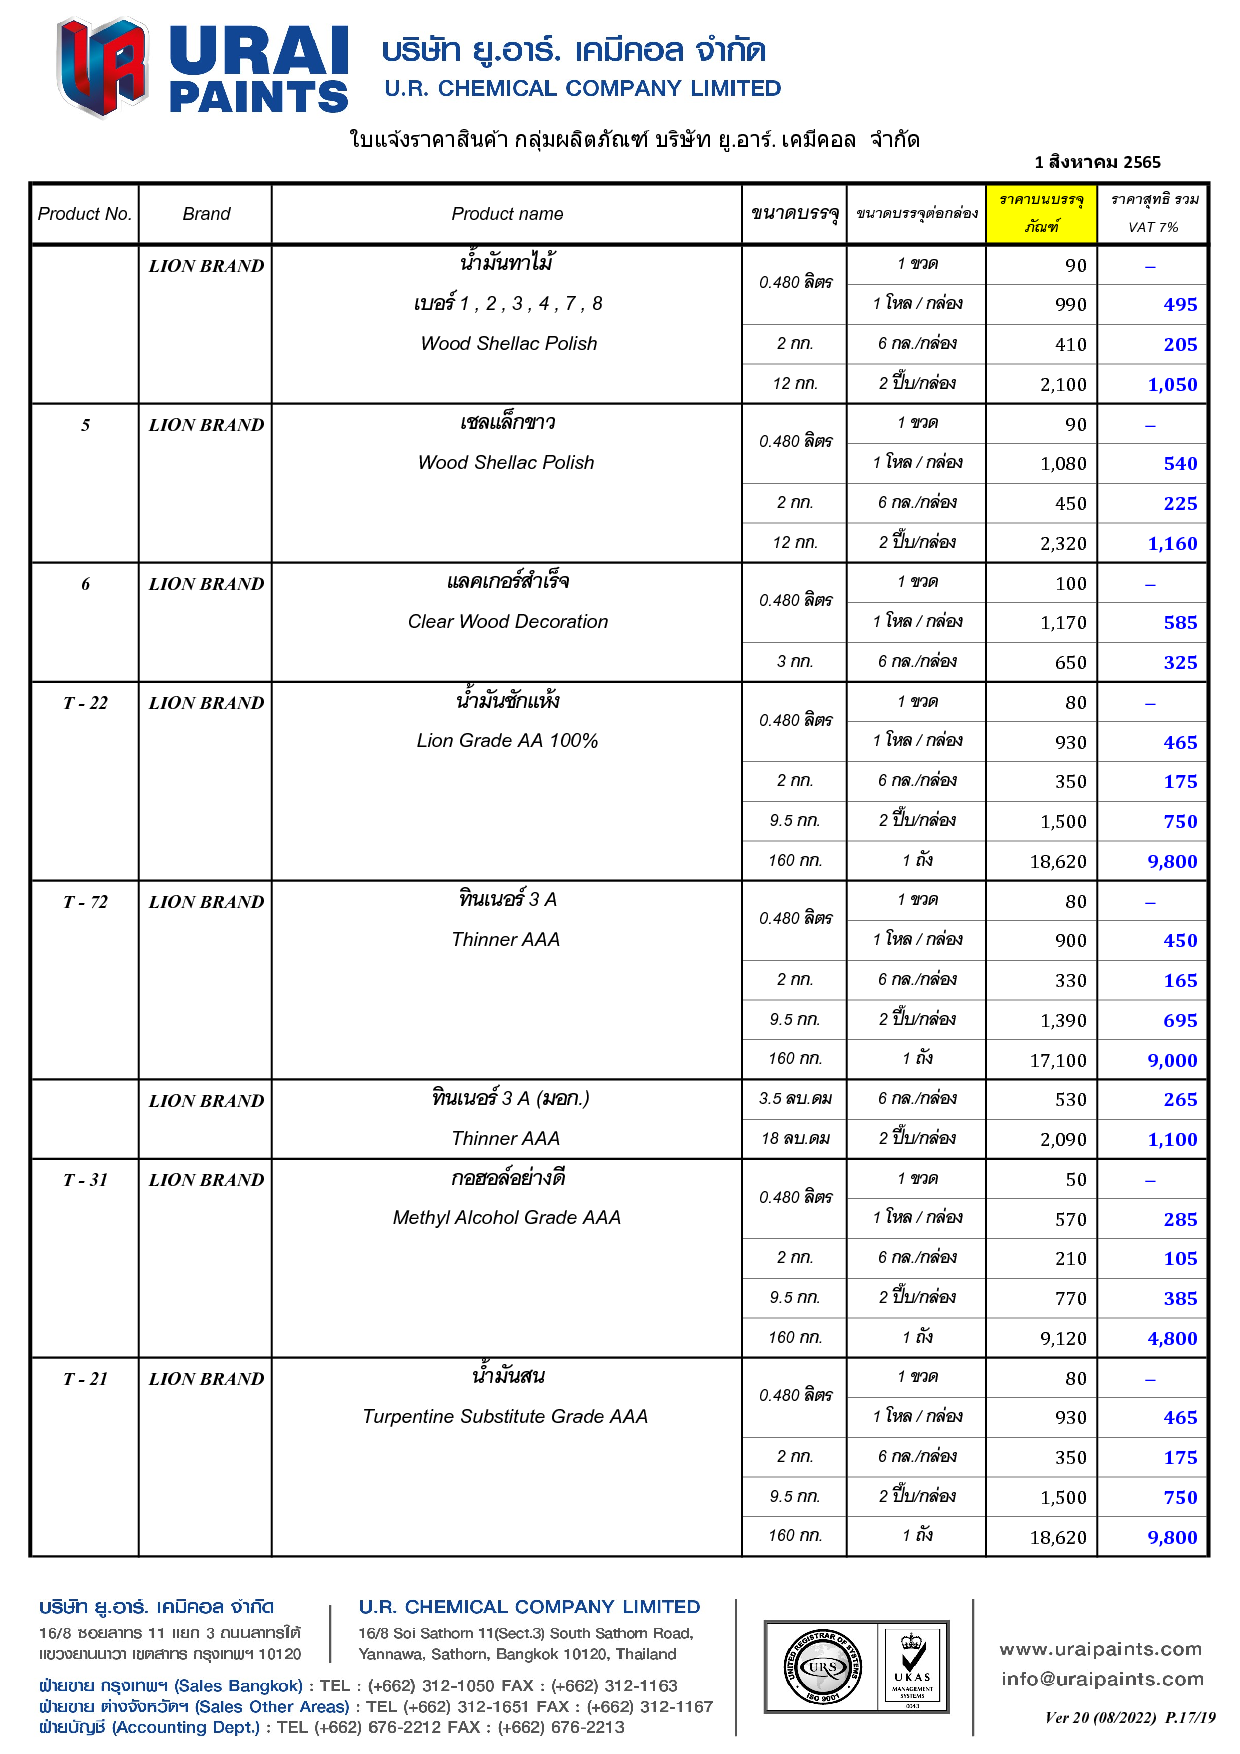 URAI
PAINTS
บริษัท ยู.อาร์. เคมีคอล จำกัด
U.R. CHEMICAL COMPANY LIMITED
ใบแจ้งราคาสินค้า กลุ่มผลิตภัณฑ์ บริษัท ยู.อาร์. เคมีคอล จำกัด
1 สิงหาคม 2565
Product No. Brand Product name ขนาดบรรจุ ขนาดบรรจุต่อกล่อง ราคาบนบรรจุภัณฑ์ ราคาสุทธิ รวม VAT 7%
LION BRAND น้ำมันทาไม้ 0.480 ลิตร 1 ขวด 90 –
เบอร์ 1 , 2 , 3 , 4 , 7 , 8 1 โหล / กล่อง 990 495
Wood Shellac Polish 2 กก. 6 กล./กล่อง 410 205
12 กก. 2 ปี๊บ/กล่อง 2,100 1,050
5 LION BRAND เชลแล็กขาว 0.480 ลิตร 1 ขวด 90 –
Wood Shellac Polish 1 โหล / กล่อง 1,080 540
2 กก. 6 กล./กล่อง 450 225
12 กก. 2 ปี๊บ/กล่อง 2,320 1,160
6 LION BRAND แลคเกอร์สำเร็จ 0.480 ลิตร 1 ขวด 100 –
Clear Wood Decoration 1 โหล / กล่อง 1,170 585
3 กก. 6 กล./กล่อง 650 325
T - 22 LION BRAND น้ำมันชักแห้ง 0.480 ลิตร 1 ขวด 80 –
Lion Grade AA 100% 1 โหล / กล่อง 930 465
2 กก. 6 กล./กล่อง 350 175
9.5 กก. 2 ปี๊บ/กล่อง 1,500 750
160 กก. 1 ถัง 18,620 9,800
T - 72 LION BRAND ทินเนอร์ 3 A 0.480 ลิตร 1 ขวด 80 –
Thinner AAA 1 โหล / กล่อง 900 450
2 กก. 6 กล./กล่อง 330 165
9.5 กก. 2 ปี๊บ/กล่อง 1,390 695
160 กก. 1 ถัง 17,100 9,000
LION BRAND ทินเนอร์ 3 A (มอก.) 3.5 ลบ.ดม 6 กล./กล่อง 530 265
Thinner AAA 18 ลบ.ดม 2 ปี๊บ/กล่อง 2,090 1,100
T - 31 LION BRAND กอฮอล์อย่างดี 0.480 ลิตร 1 ขวด 50 –
Methyl Alcohol Grade AAA 1 โหล / กล่อง 570 285
2 กก. 6 กล./กล่อง 210 105
9.5 กก. 2 ปี๊บ/กล่อง 770 385
160 กก. 1 ถัง 9,120 4,800
T - 21 LION BRAND น้ำมันสน 0.480 ลิตร 1 ขวด 80 –
Turpentine Substitute Grade AAA 1 โหล / กล่อง 930 465
2 กก. 6 กล./กล่อง 350 175
9.5 กก. 2 ปี๊บ/กล่อง 1,500 750
160 กก. 1 ถัง 18,620 9,800
บริษัท ยู.อาร์. เคมีคอล จำกัด
16/8 ซอยสาทร 11 แยก 3 ถนนสาทรใต้
แขวงยานนาวา เขตสาทร กรุงเทพฯ 10120
U.R. CHEMICAL COMPANY LIMITED
16/8 Soi Sathorn 11(Sect.3) South Sathorn Road,
Yannawa, Sathorn, Bangkok 10120, Thailand
ฝ่ายขาย กรุงเทพฯ (Sales Bangkok) : TEL : (+662) 312-1050 FAX : (+662) 312-1163
ฝ่ายขาย ต่างจังหวัดฯ (Sales Other Areas) : TEL (+662) 312-1651 FAX : (+662) 312-1167
ฝ่ายบัญชี (Accounting Dept.) : TEL (+662) 676-2212 FAX : (+662) 676-2213
UNITED REGISTRAR OF SYSTEMS
URS
ISO 9001
UKAS
MANAGEMENT
SYSTEMS
0043
www.uraipaints.com
info@uraipaints.com
Ver 20 (08/2022) P.17/19